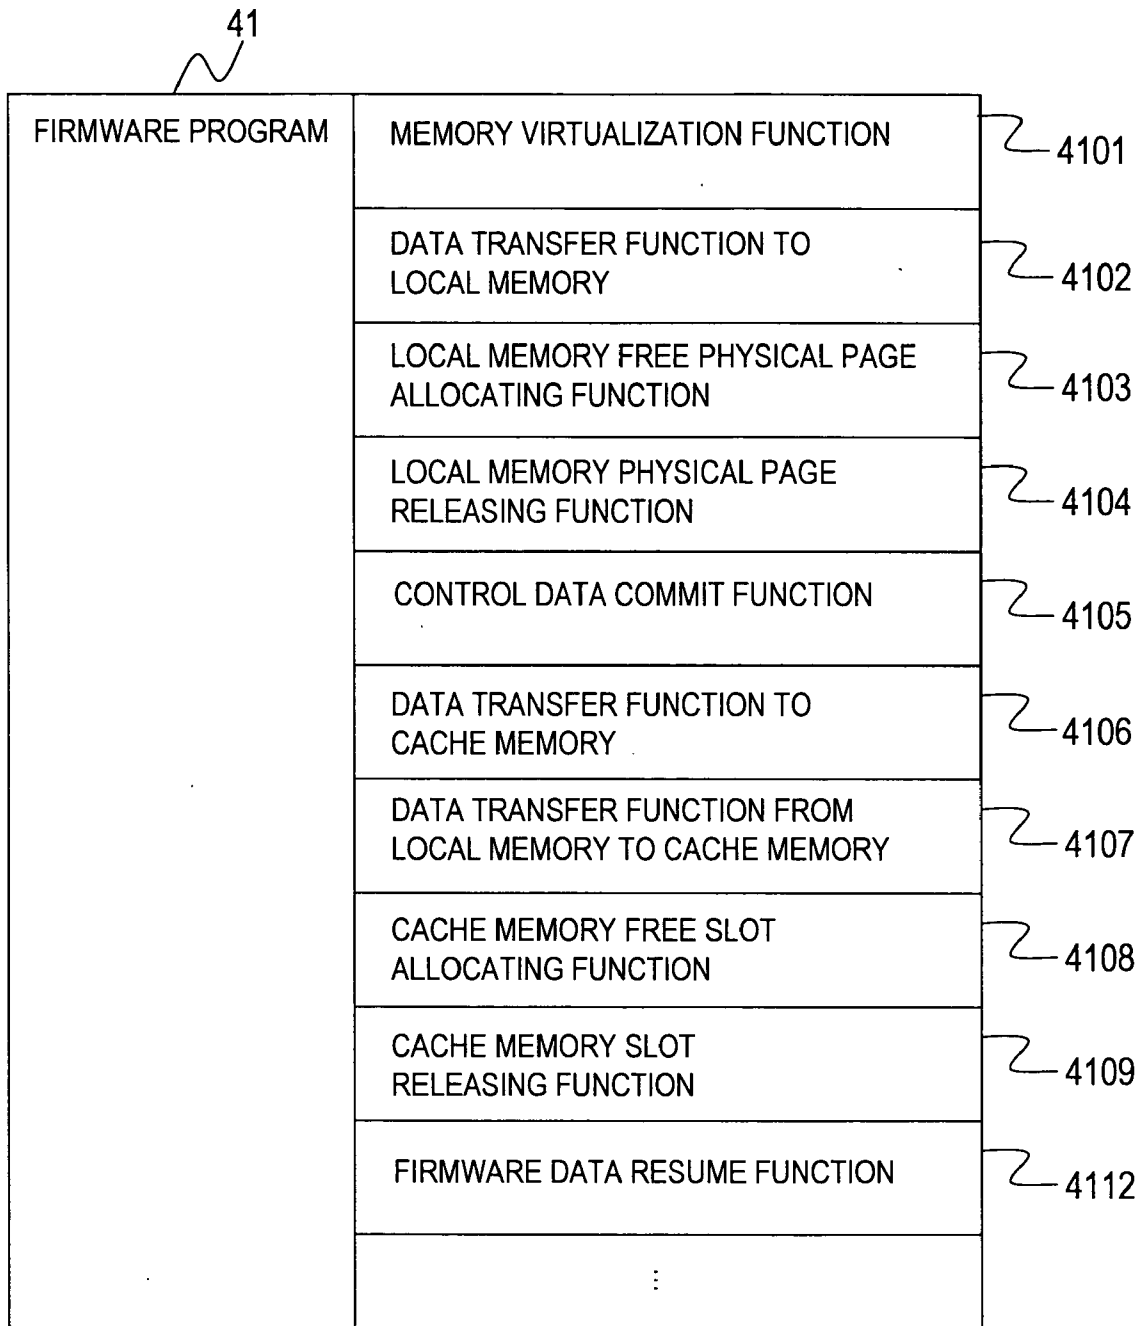 41
FIRMWARE PROGRAM
MEMORY VIRTUALIZATION FUNCTION
4101
DATA TRANSFER FUNCTION TO
LOCAL MEMORY
4102
LOCAL MEMORY FREE PHYSICAL PAGE
ALLOCATING FUNCTION
4103
LOCAL MEMORY PHYSICAL PAGE
RELEASING FUNCTION
4104
CONTROL DATA COMMIT FUNCTION
4105
DATA TRANSFER FUNCTION TO
CACHE MEMORY
4106
DATA TRANSFER FUNCTION FROM
LOCAL MEMORY TO CACHE MEMORY
4107
CACHE MEMORY FREE SLOT
ALLOCATING FUNCTION
4108
CACHE MEMORY SLOT
RELEASING FUNCTION
4109
FIRMWARE DATA RESUME FUNCTION
4112
⋮